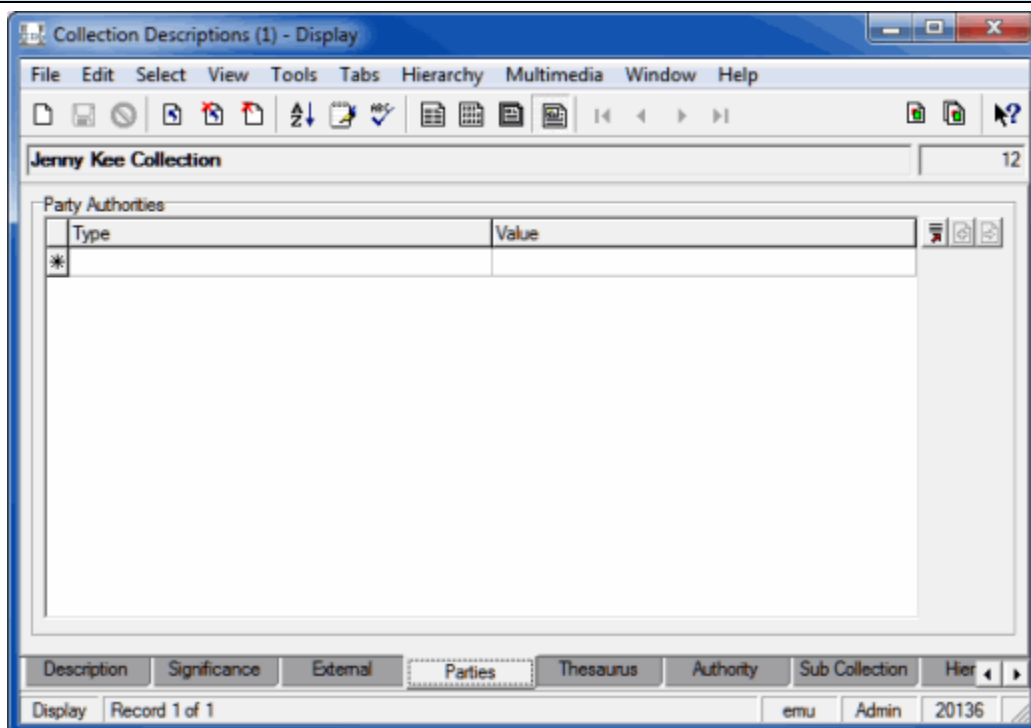 Collection Descriptions (1) - Display
File Edit Select View Tools Tabs Hierarchy Multimedia Window Help
Jenny Kee Collection 12
Party Authorities
Type Value
Description Significance External Parties Thesaurus Authority Sub Collection Hier
Display Record 1 of 1 emu Admin 20136